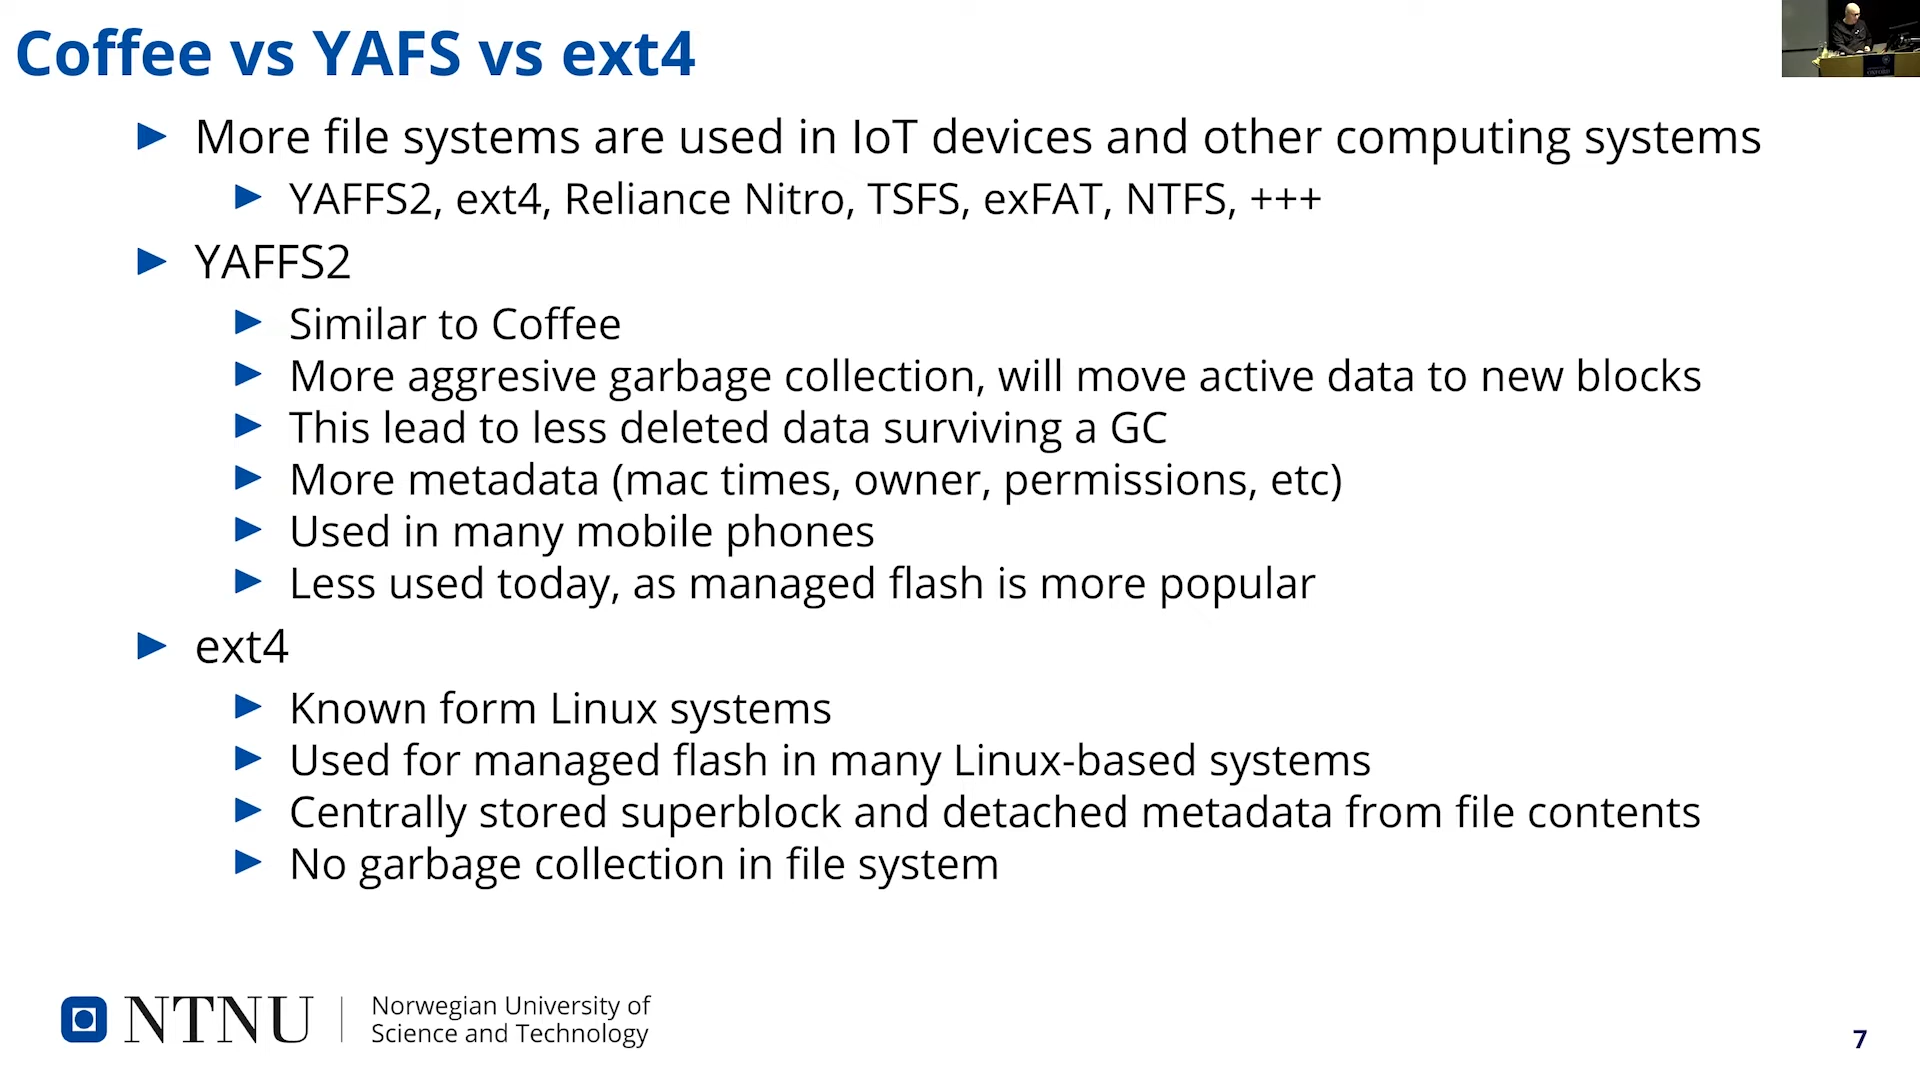 Coffee vs YAFS vs ext4
More file systems are used in IoT devices and other computing systems
YAFFS2, ext4, Reliance Nitro, TSFS, exFAT, NTFS, +++
YAFFS2
Similar to Coffee
More aggresive garbage collection, will move active data to new blocks
This lead to less deleted data surviving a GC
More metadata (mac times, owner, permissions, etc)
Used in many mobile phones
Less used today, as managed flash is more popular
ext4
Known form Linux systems
Used for managed flash in many Linux-based systems
Centrally stored superblock and detached metadata from file contents
No garbage collection in file system
NTNU
Norwegian University of
Science and Technology
7